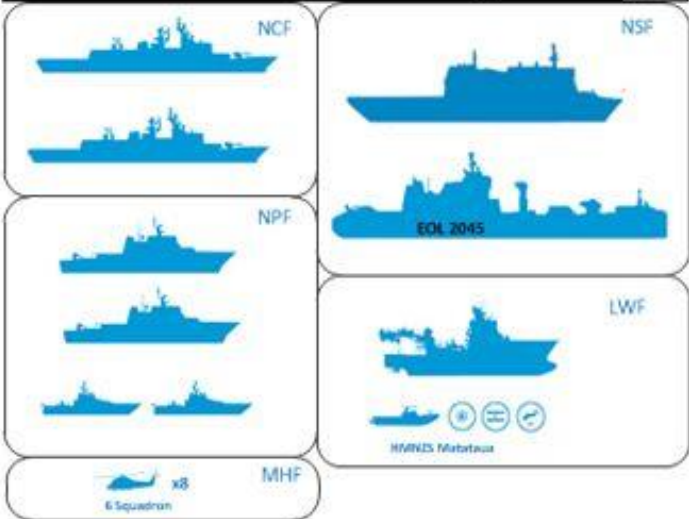 NCF
NSF
EOL 2045
NPF
LWF
HMNZS Matataua
MHF
x8
6 Squadron